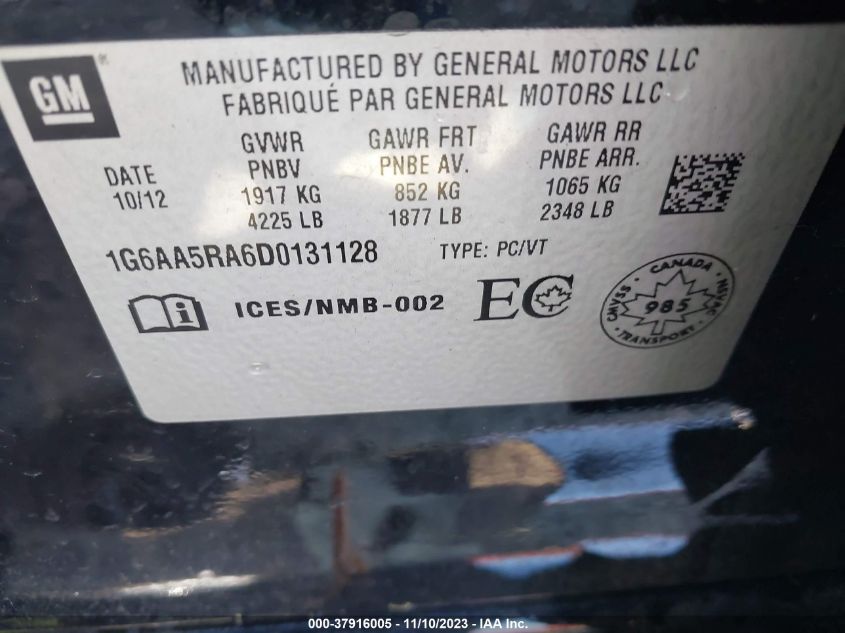 GM
MANUFACTURED BY GENERAL MOTORS LLC
FABRIQUÉ PAR GENERAL MOTORS LLC
DATE
10/12
GVWR
PNBV
1917 KG
4225 LB
GAWR FRT
PNBE AV.
852 KG
1877 LB
GAWR RR
PNBE ARR.
1065 KG
2348 LB
1G6AA5RA6D0131128 TYPE: PC/VT
i ICES/NMB-002 EC
CANADA
CMVSS 985 NSVAC
TRANSPORT
000-37916005 - 11/10/2023 - IAA Inc.